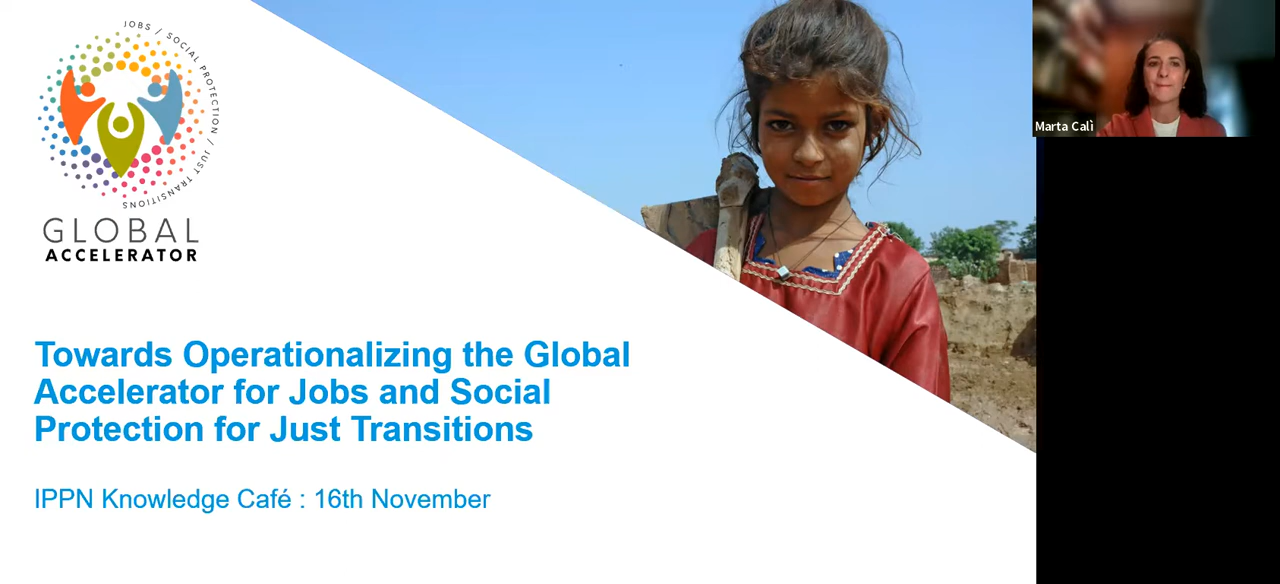 JOBS / SOCIAL PROTECTION / JUST TRANSITIONS
GLOBAL
ACCELERATOR
Towards Operationalizing the Global
Accelerator for Jobs and Social
Protection for Just Transitions
IPPN Knowledge Café : 16th November
Marta Calì